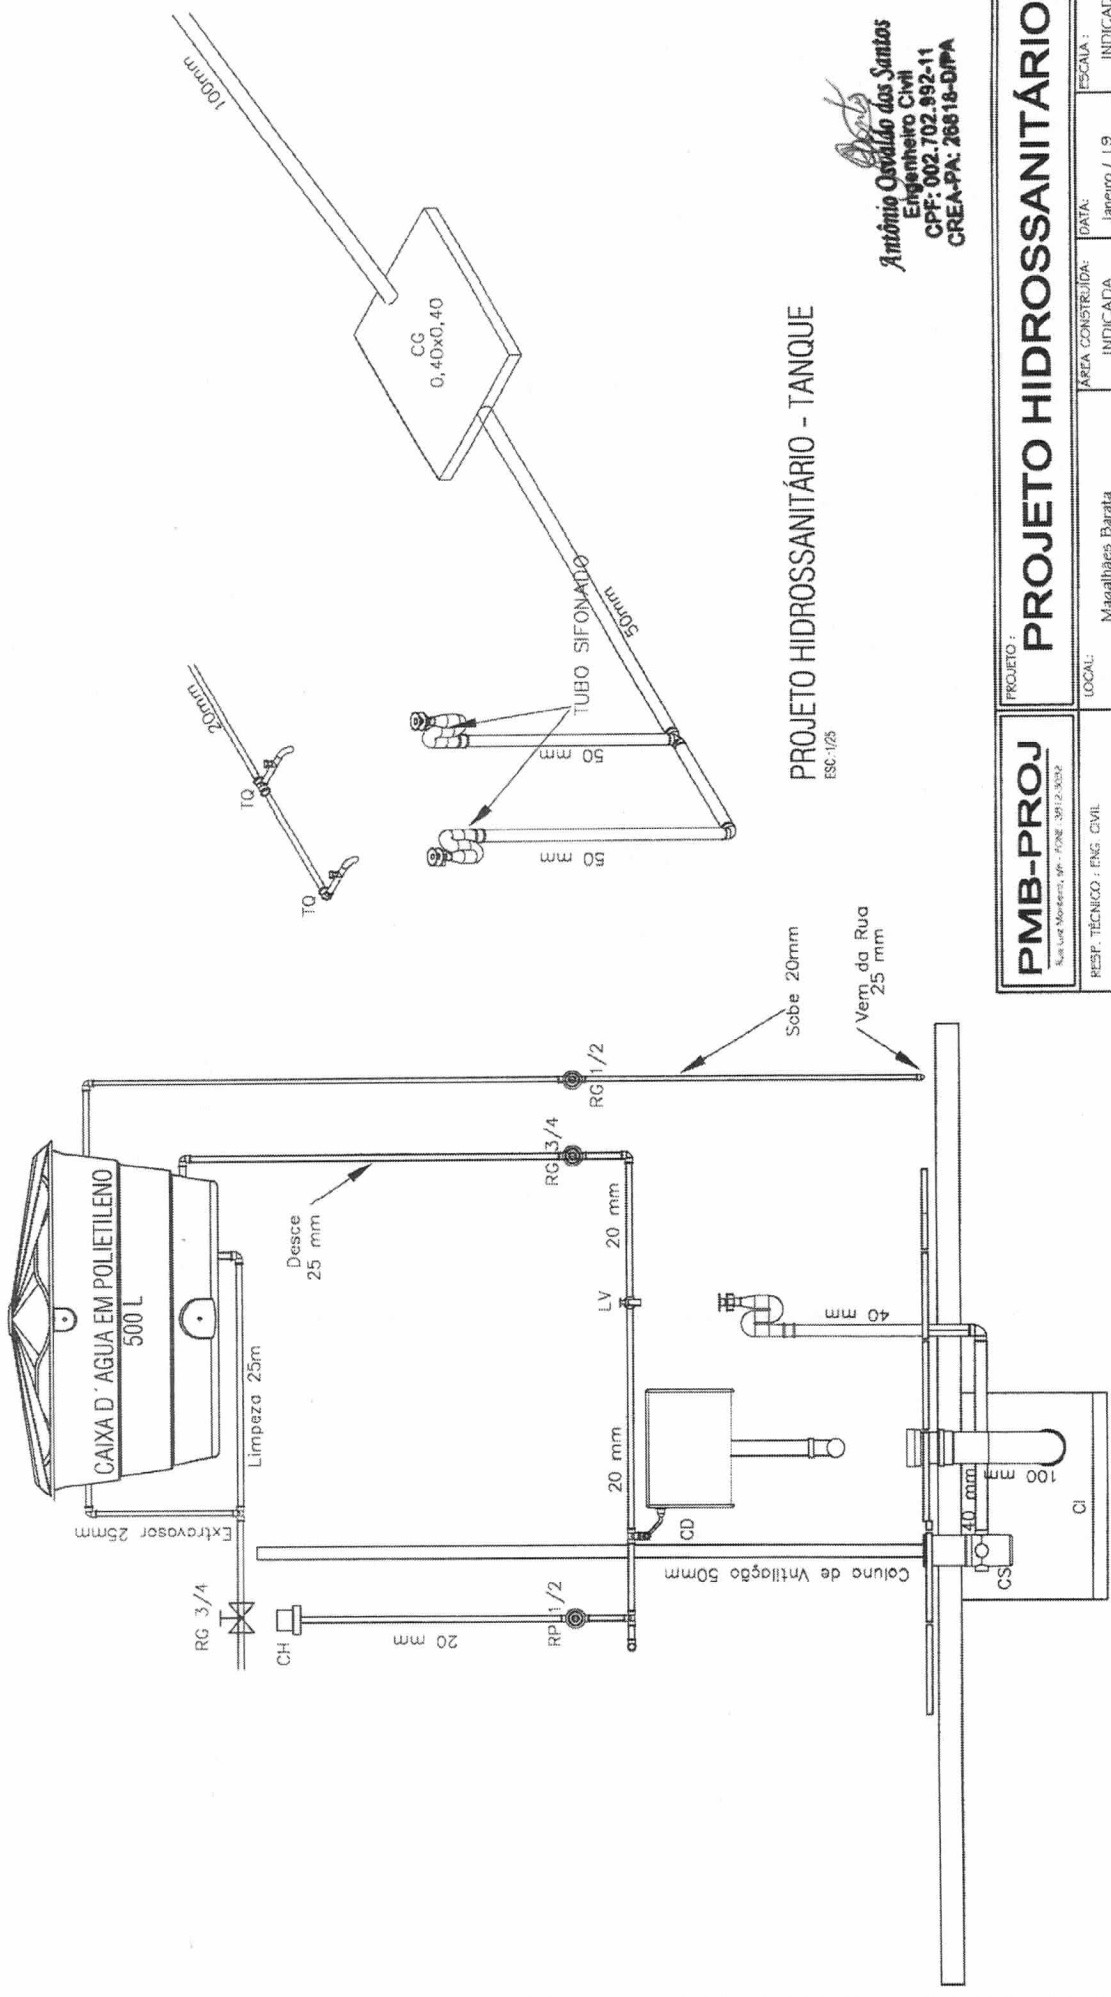 CAIXA D´AGUA EM POLIETILENO
500 L
Extravasor 25mm
Limpeza 25m
RG 3/4
CH
20 mm
RP 1/2
Coluna de Vntilação 50mm
20 mm
CD
LV
20 mm
Desce
25 mm
RG 3/4
RG 1/2
Sobe 20mm
Vem da Rua
25 mm
40 mm
100 mm
40 mm
CS
CI
20mm
TQ
TQ
100mm
CG
0,40x0,40
TUBO SIFONADO
50mm
50 mm
50 mm
PROJETO HIDROSSANITÁRIO - TANQUE
ESC:1/25
Antônio Osvaldo dos Santos
Engenheiro Civil
CPF: 002.702.992-11
CREA-PA: 26818-D/PA
PMB-PROJ
PROJETO :
PROJETO HIDROSSANITÁRIO
RESP. TÉCNICO : ENG. CIVIL
LOCAL:
Magalhães Barata
ÁREA CONSTRUÍDA:
INDICADA
DATA:
Janeiro / 19
ESCALA :